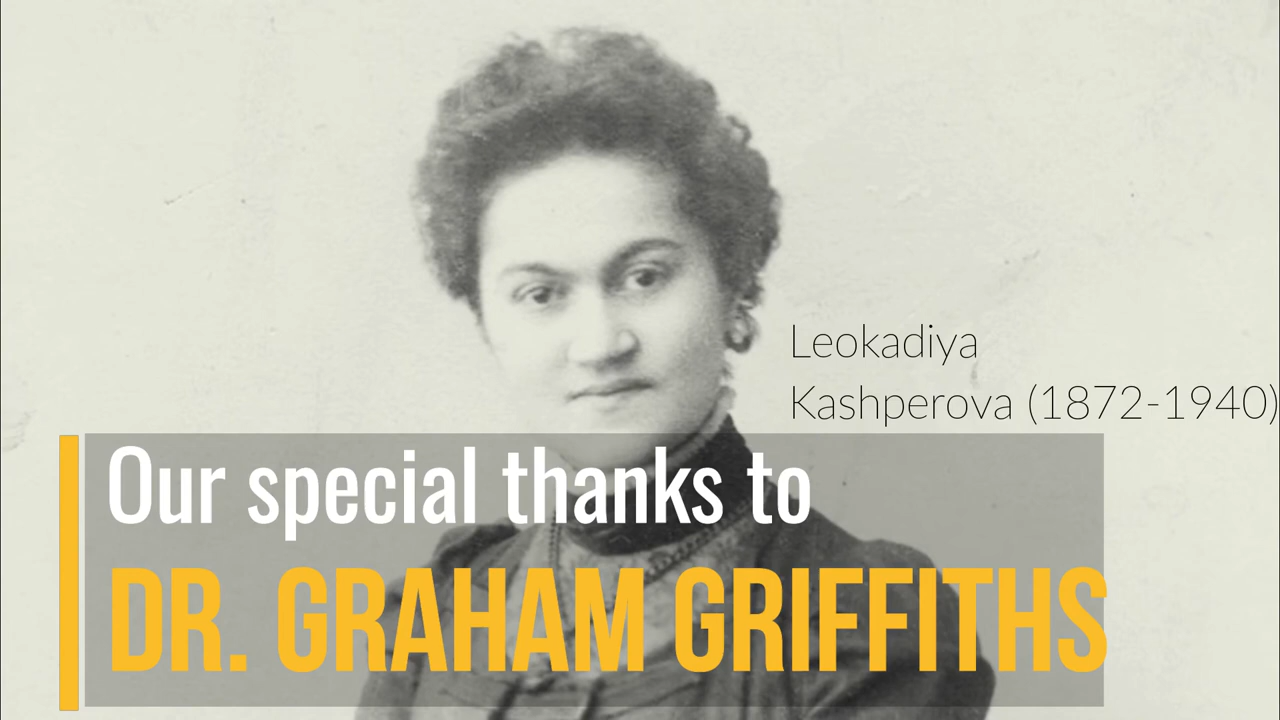 Leokadiya
Kashperova (1872-1940)
Our special thanks to
DR. GRAHAM GRIFFITHS